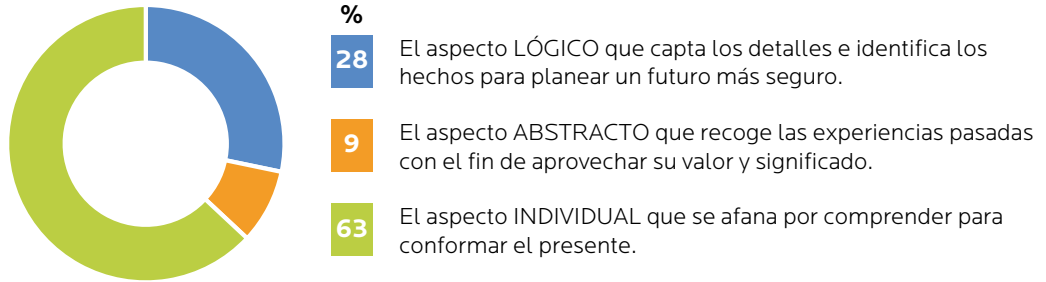 %
28
El aspecto LÓGICO que capta los detalles e identifica los
hechos para planear un futuro más seguro.
9
El aspecto ABSTRACTO que recoge las experiencias pasadas
con el fin de aprovechar su valor y significado.
63
El aspecto INDIVIDUAL que se afana por comprender para
conformar el presente.